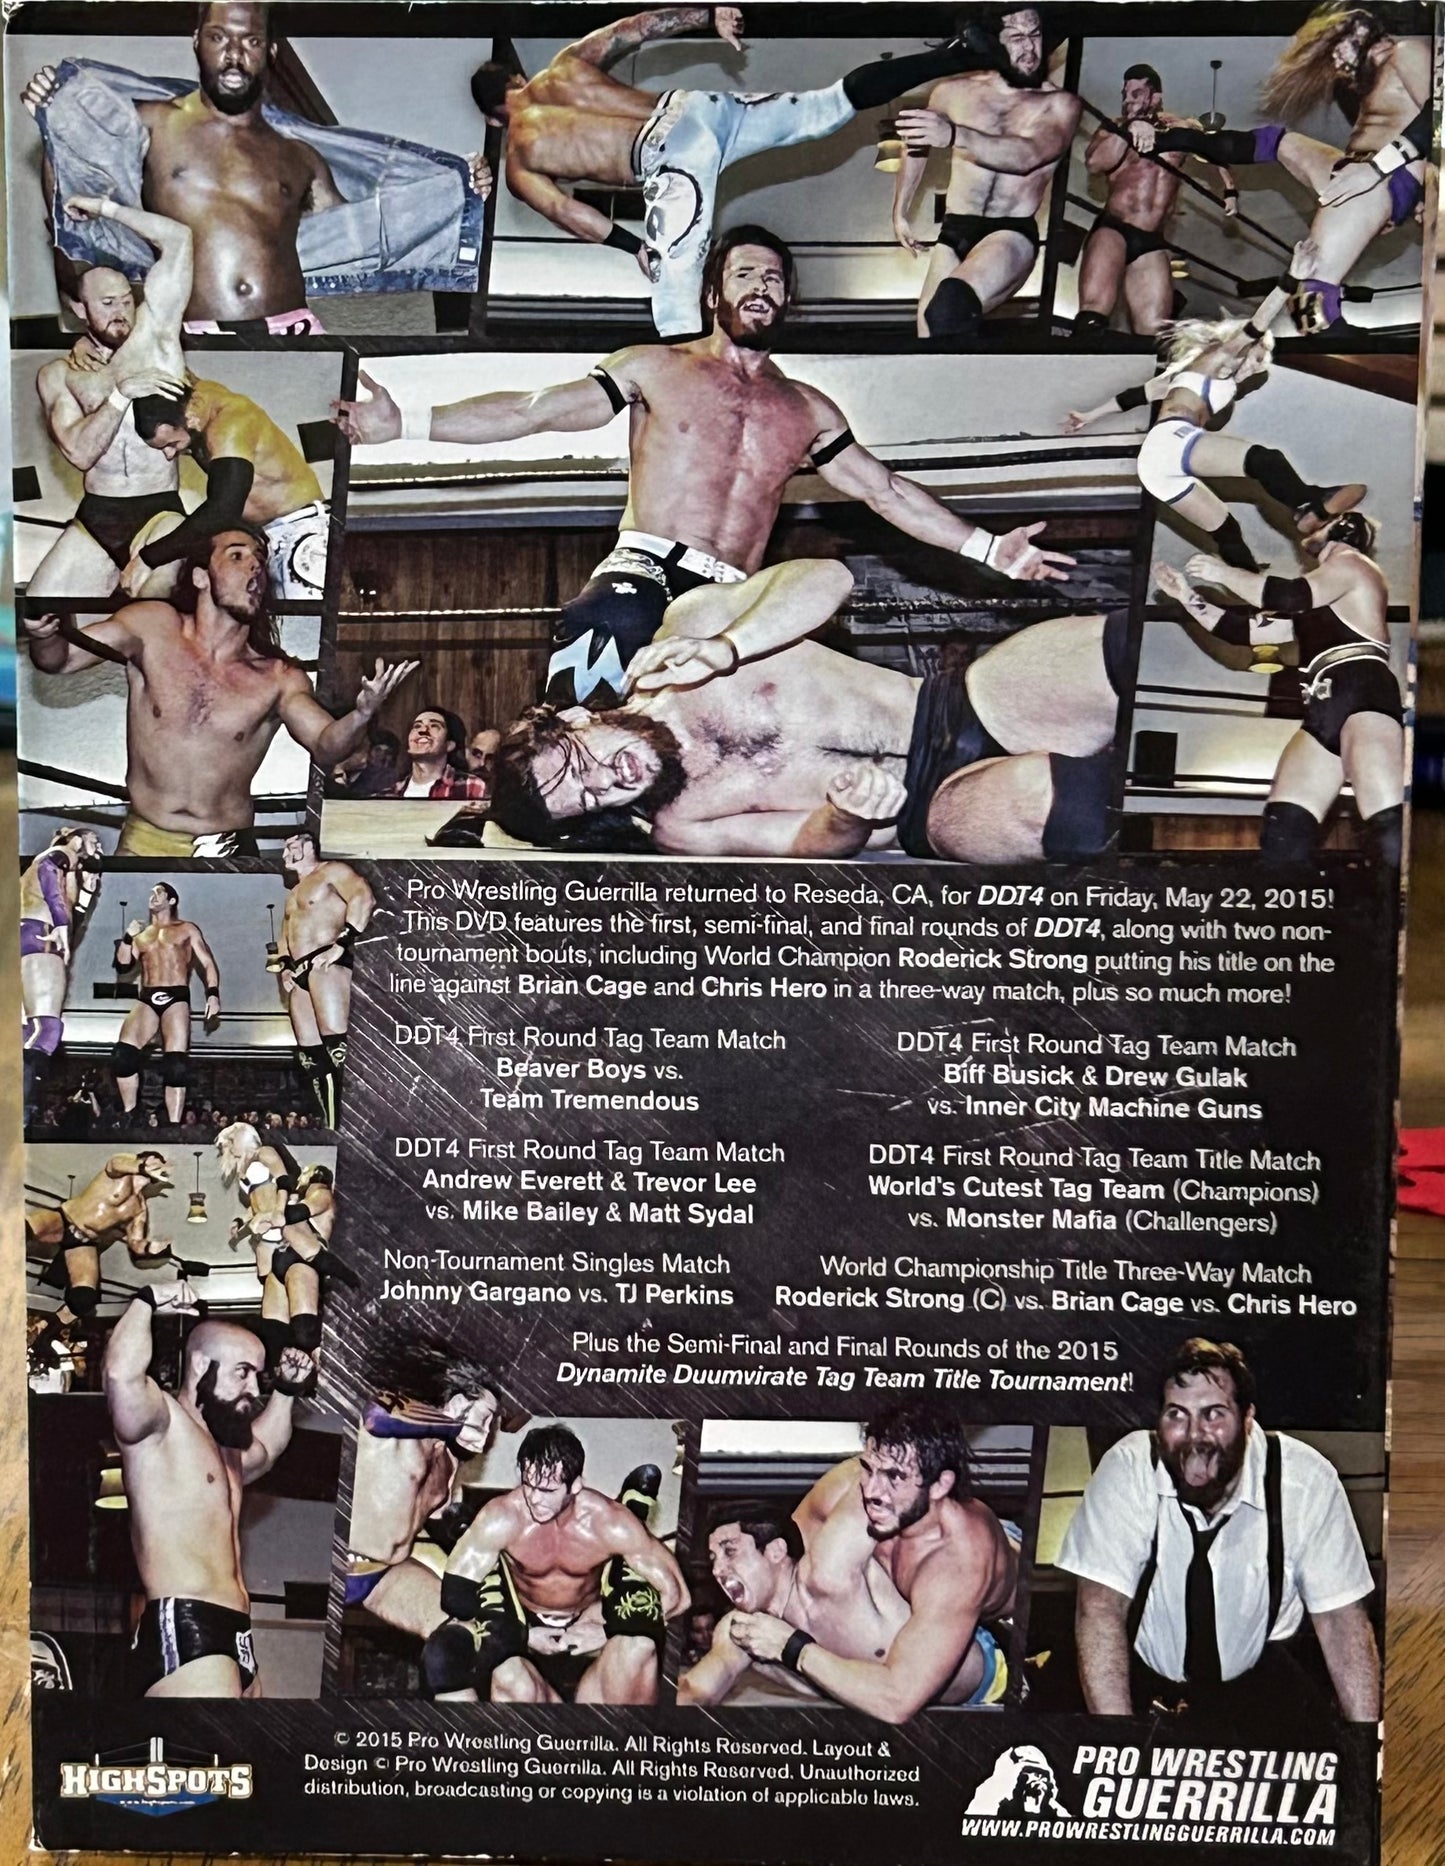 Pro Wrestling Guerrilla returned to Reseda, CA, for DDT4 on Friday, May 22, 2015!
This DVD features the first, semi-final, and final rounds of DDT4, along with two non-
tournament bouts, including World Champion Roderick Strong putting his title on the
line against Brian Cage and Chris Hero in a three-way match, plus so much more!
DDT4 First Round Tag Team Match
Beaver Boys vs.
Team Tremendous
DDT4 First Round Tag Team Match
Biff Busick & Drew Gulak
vs. Inner City Machine Guns
DDT4 First Round Tag Team Match
Andrew Everett & Trevor Lee
vs. Mike Bailey & Matt Sydal
DDT4 First Round Tag Team Title Match
World's Cutest Tag Team (Champions)
vs. Monster Mafia (Challengers)
Non-Tournament Singles Match
Johnny Gargano vs. TJ Perkins
World Championship Title Three-Way Match
Roderick Strong (C) vs. Brian Cage vs. Chris Hero
Plus the Semi-Final and Final Rounds of the 2015
Dynamite Duumvirate Tag Team Title Tournament!
HIGHSPOTS
© 2015 Pro Wrestling Guerrilla. All Rights Reserved. Layout &
Design © Pro Wrestling Guerrilla. All Rights Reserved. Unauthorized
distribution, broadcasting or copying is a violation of applicable laws.
PRO WRESTLING
GUERRILLA
WWW.PROWRESTLINGGUERRILLA.COM